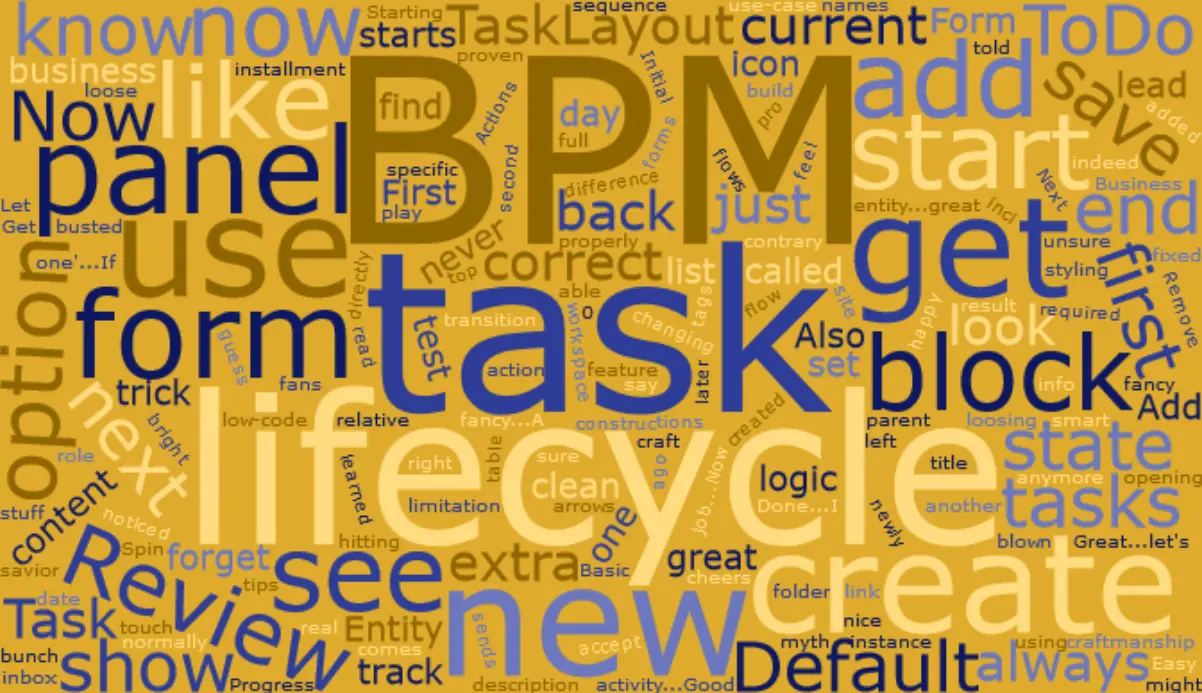 know
now
Starting
starts
TaskLayout
sequence
proven
current
use-case
names
Form
told
ToDo
business
installment
loose
Now
like
BPM
find
Actions
day
full
Initial
forms
icon
build
pro
add
save
lead
added
panel
specific
First
play
second
difference
back
properly
flows
feel
just
start
indeed
Next
Business
end
entity...great
Incl
Let
Get
busted
one'...If
use
never
top
correct
list
contrary
called
get
unsure
styling
required
first
fixed
Remove
option
form
directly
read
guess
test
transition
task
able
o
workspace
changing
tags
flow
site
Also
set
happy
result
look
block
info
fancy
Add
trick
fans
action
feature
say
later
next
bright
low-code
relative
fancy...A
constructions
craft
created
parent
left
loosing
smart
state
role
lifecycle
learned
right
table
sure
clean
ago
Job...Now
logic
title
anymore
opening
tasks
content
stuff
noticed
limitation
arrows
Done...I
newly
another
blown
Great...let's
savior
Review
Spin
forget
hitting
tips
see
extra
Basic
one
great
cheers
create
folder
link
nice
date
Task
touch
normally
real
Entity
comes
new
sends
accept
myth
instance
using
craftmanship
bunch
inbox
show
Progress
track
description
activity...Good
Default
always
Easy
might